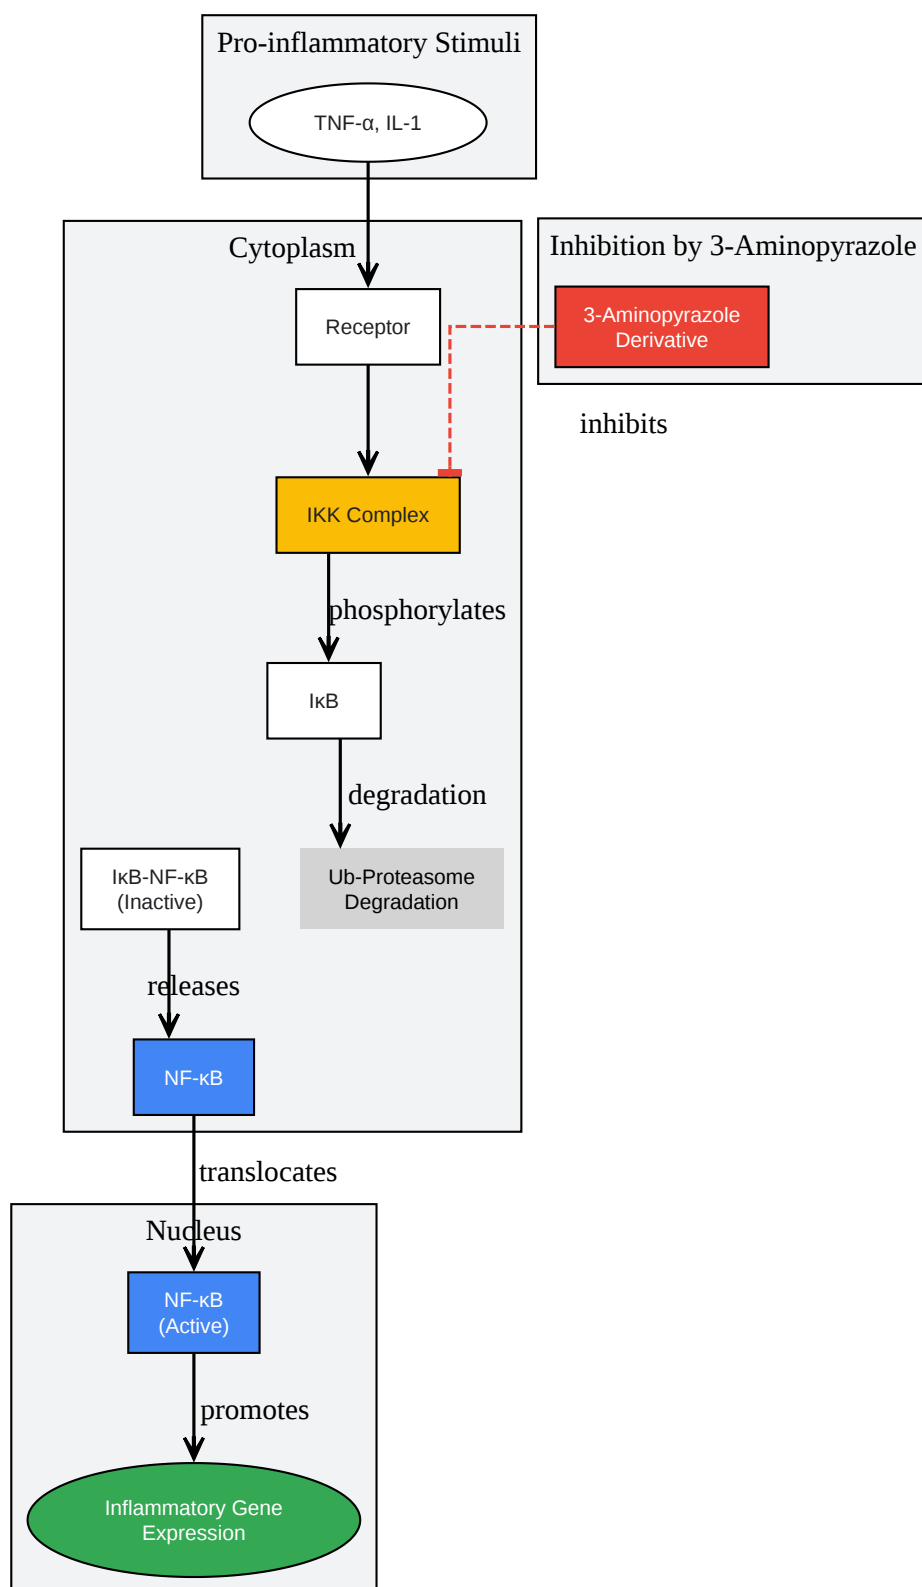 Pro-inflammatory Stimuli
TNF-α, IL-1
Cytoplasm
Receptor
Inhibition by 3-Aminopyrazole
3-Aminopyrazole
Derivative
inhibits
IKK Complex
phosphorylates
IκB
degradation
IκB-NF-κB
(Inactive)
Ub-Proteasome
Degradation
releases
NF-κB
translocates
Nucleus
NF-κB
(Active)
promotes
Inflammatory Gene
Expression